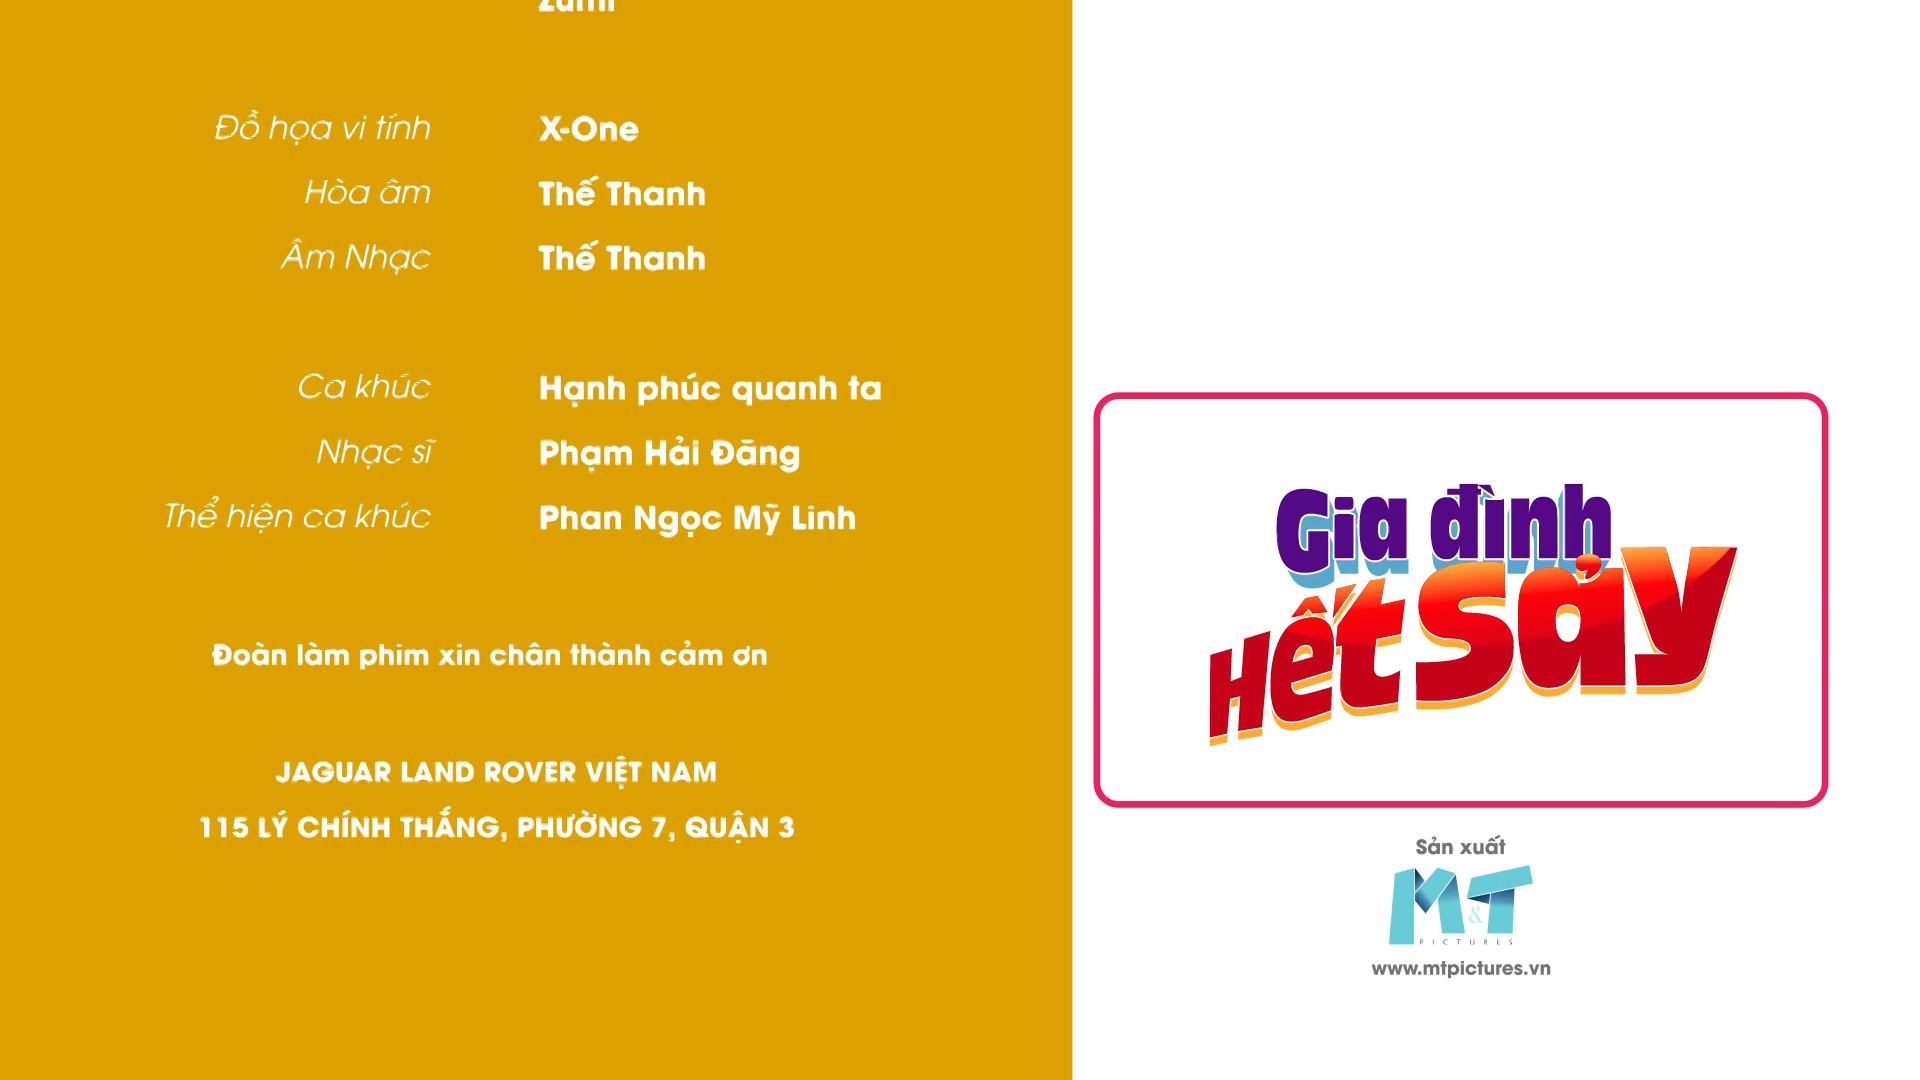 Đồ họa vi tính X-One
Hòa âm Thế Thanh
Âm Nhạc Thế Thanh
Ca khúc Hạnh phúc quanh ta
Nhạc sĩ Phạm Hải Đăng
Thể hiện ca khúc Phan Ngọc Mỹ Linh
Đoàn làm phim xin chân thành cảm ơn
JAGUAR LAND ROVER VIỆT NAM
115 LÝ CHÍNH THẮNG, PHƯỜNG 7, QUẬN 3
Gia đình
Hết Sảy
Sản xuất
M&T
PICTURES
www.mtpictures.vn